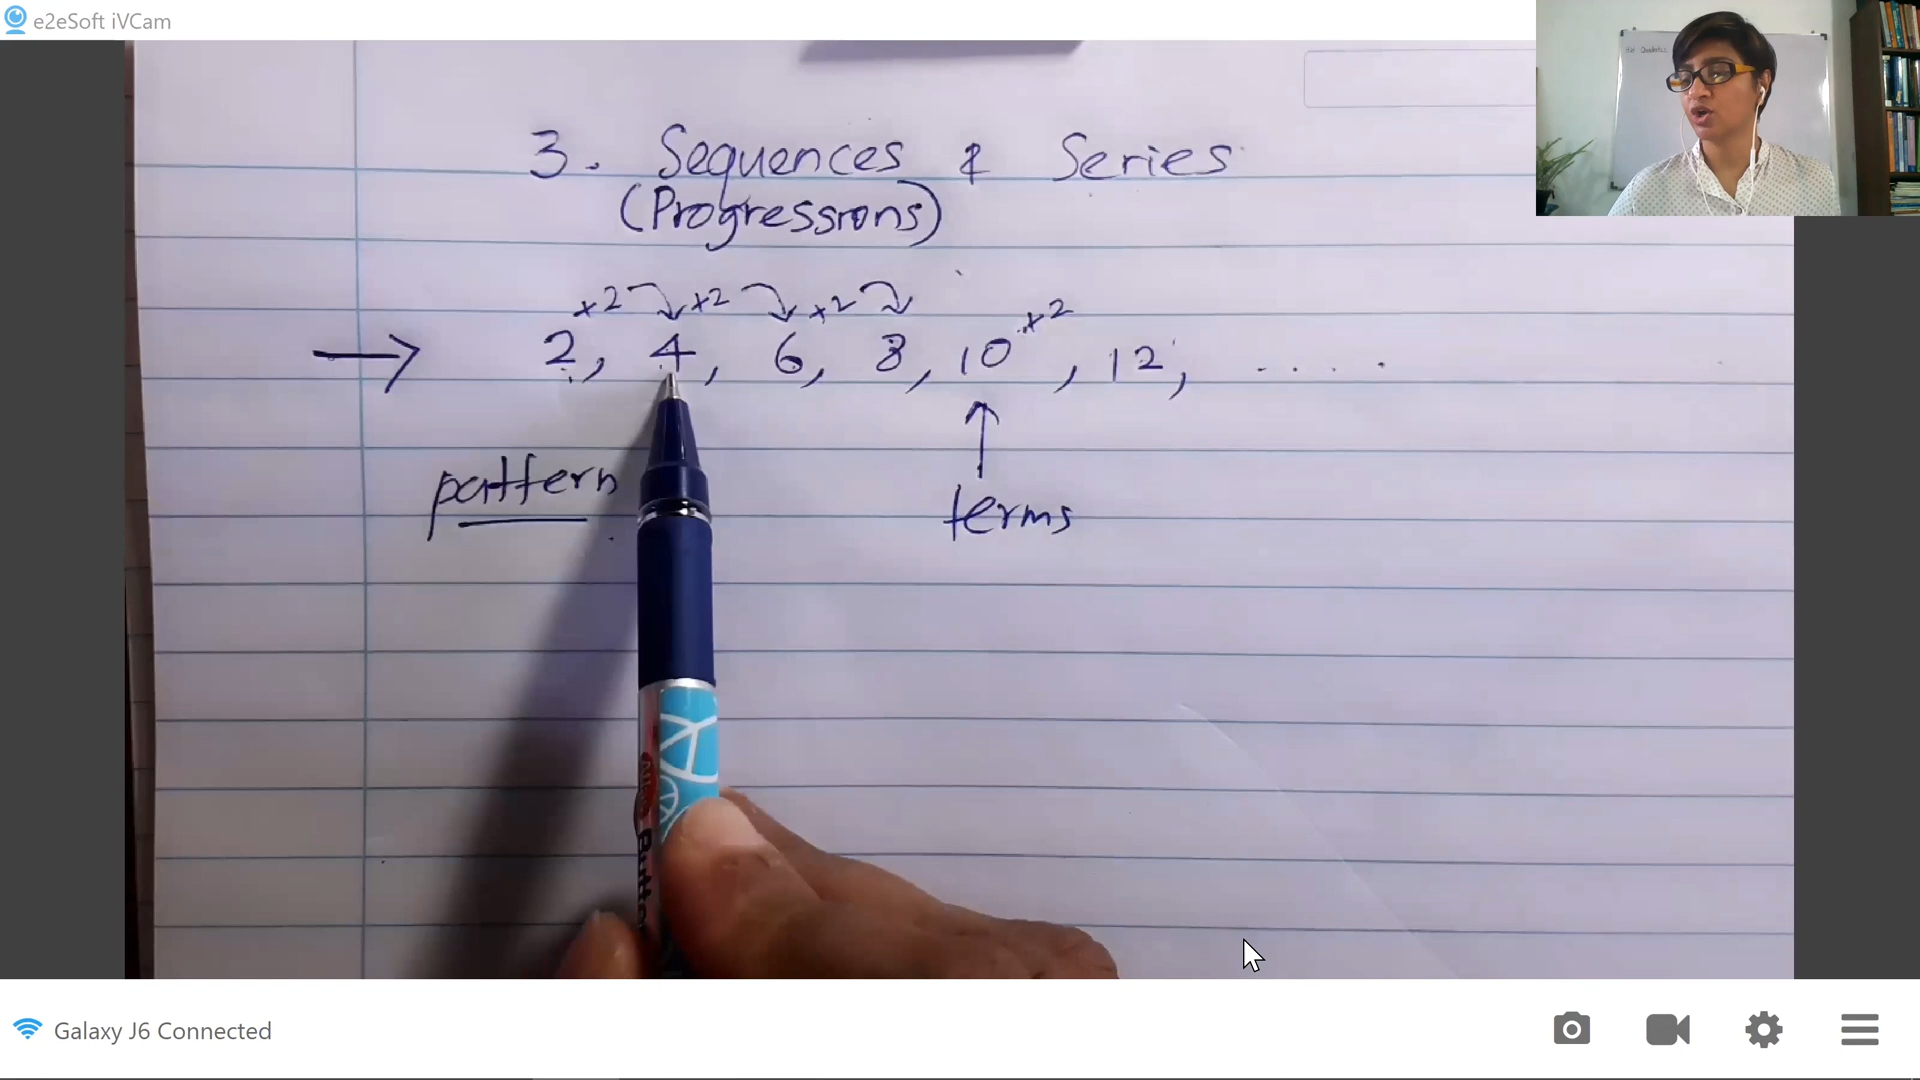 e2eSoft iVCam
3. Sequences & Series
(Progressions)
+2 +2 +2 +2
2, 4, 6, 8, 10, 12, ....
pattern
terms
Galaxy J6 Connected